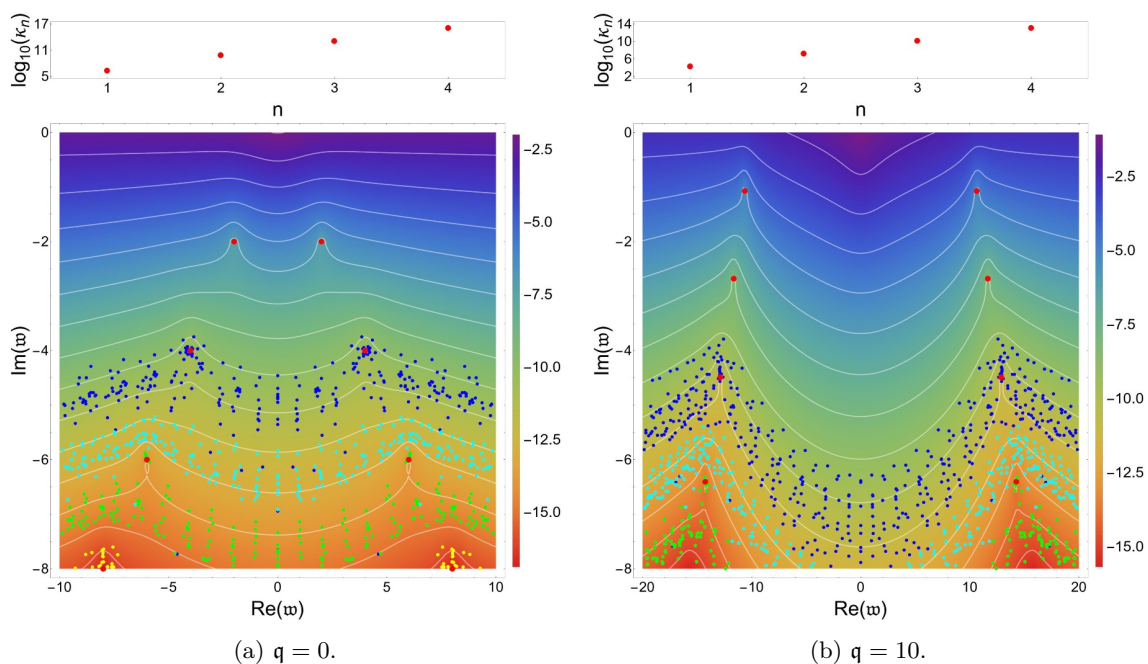 log₁₀(κₙ)
17
11
5
1 2 3 4
n
0
−2
−4
−6
−8
Im(𝔴)
−10 −5 0 5 10
Re(𝔴)
−2.5
−5.0
−7.5
−10.0
−12.5
−15.0
(a) 𝔮 = 0.
log₁₀(κₙ)
14
10
6
2
1 2 3 4
n
0
−2
−4
−6
−8
Im(𝔴)
−20 −10 0 10 20
Re(𝔴)
−2.5
−5.0
−7.5
−10.0
−12.5
−15.0
(b) 𝔮 = 10.